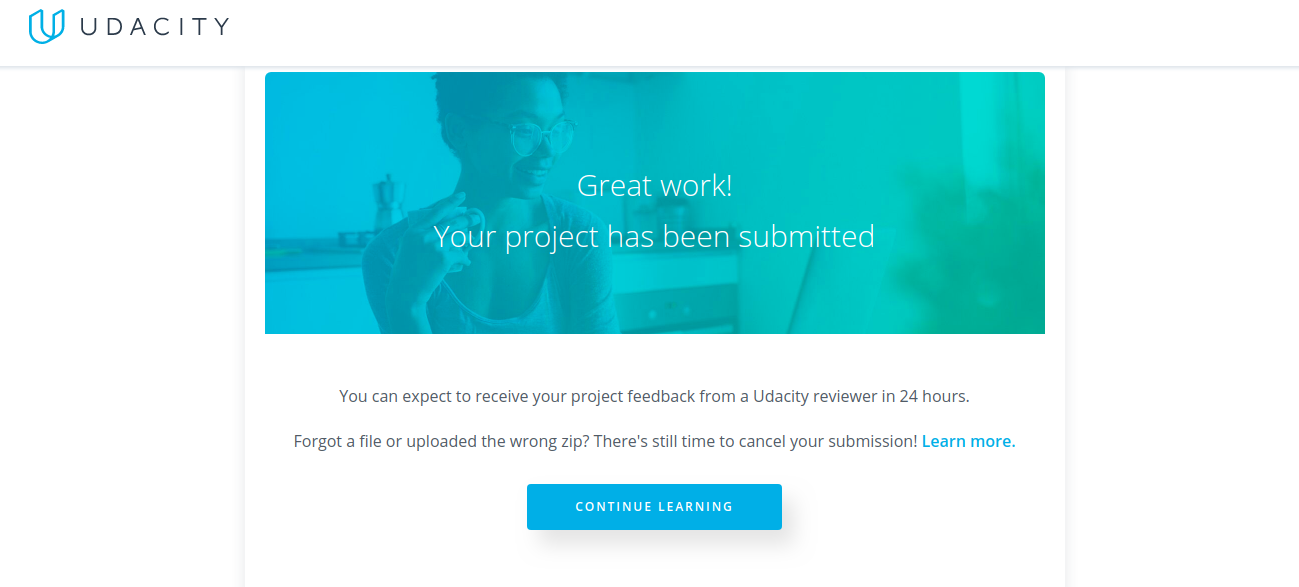 UDACITY
Great work!
Your project has been submitted
You can expect to receive your project feedback from a Udacity reviewer in 24 hours.
Forgot a file or uploaded the wrong zip? There's still time to cancel your submission! Learn more.
CONTINUE LEARNING